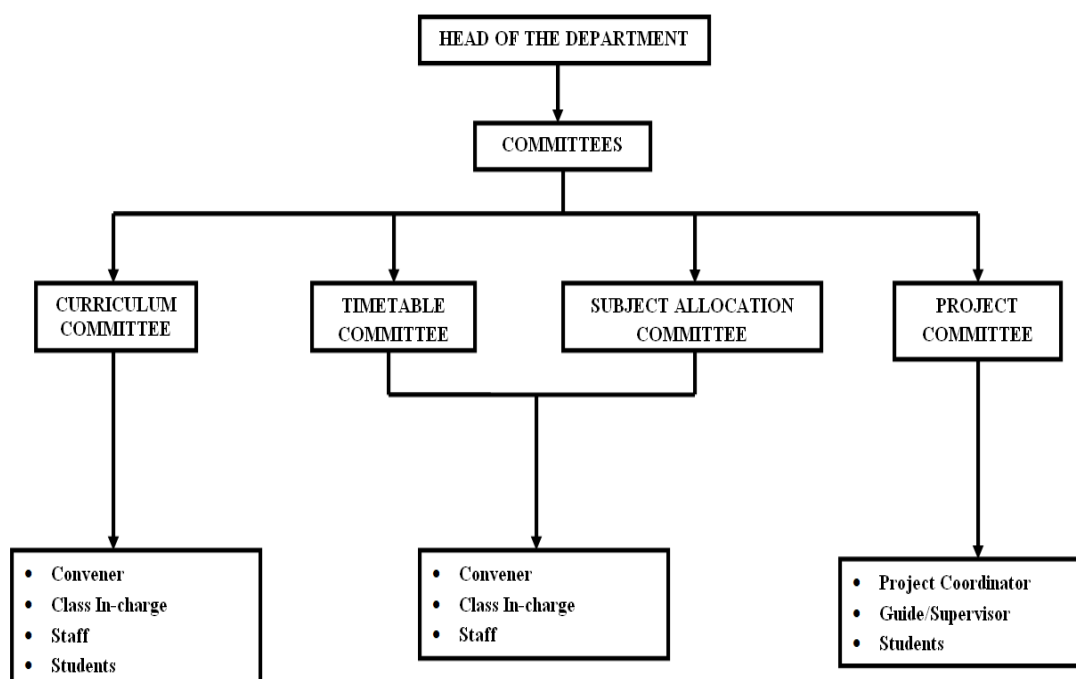 HEAD OF THE DEPARTMENT
COMMITTEES
CURRICULUM
COMMITTEE
TIMETABLE
COMMITTEE
SUBJECT ALLOCATION
COMMITTEE
PROJECT
COMMITTEE
• Convener
• Class In-charge
• Staff
• Students
• Convener
• Class In-charge
• Staff
• Project Coordinator
• Guide/Supervisor
• Students